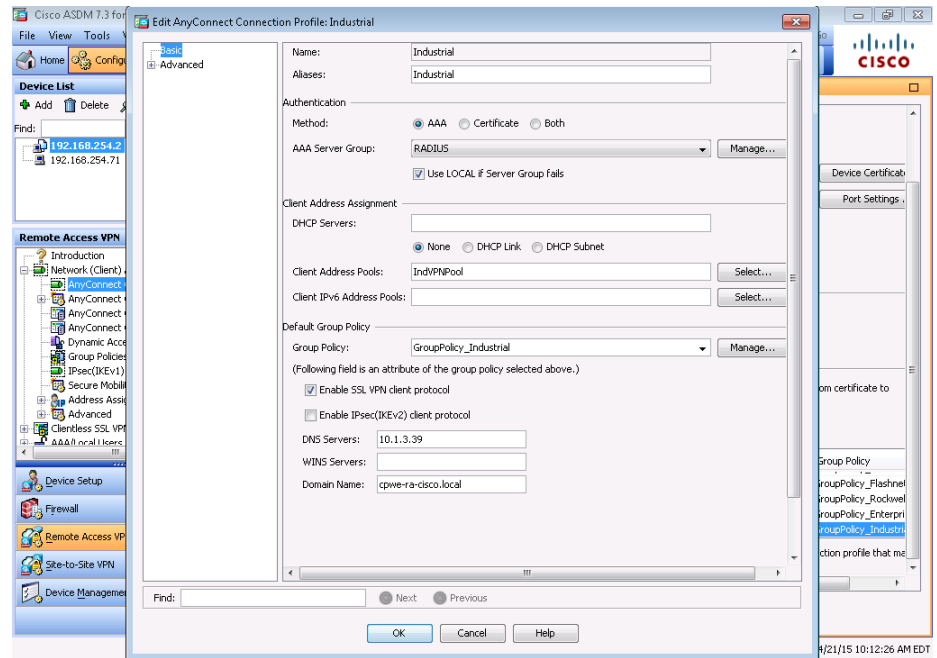 Cisco ASDM 7.3 for
Edit AnyConnect Connection Profile: Industrial
File View Tools
Home
Configu
CISCO
Device List
Add Delete
Find:
192.168.254.2
192.168.254.71
Remote Access VPN
Introduction
Network (Client)
AnyConnect
AnyConnect
AnyConnect
AnyConnect
Dynamic Acce
Group Policies
IPsec(IKEv1)
Secure Mobili
Address Assig
Advanced
Clientless SSL VPN
AAA/Local Users
Device Setup
Firewall
Remote Access VP
Site-to-Site VPN
Device Managemen
Basic
Advanced
Name: Industrial
Aliases: Industrial
Authentication
Method: AAA Certificate Both
AAA Server Group: RADIUS Manage...
Use LOCAL if Server Group fails
Client Address Assignment
DHCP Servers:
None DHCP Link DHCP Subnet
Client Address Pools: IndVPNPool Select...
Client IPv6 Address Pools: Select...
Default Group Policy
Group Policy: GroupPolicy_Industrial Manage...
(Following field is an attribute of the group policy selected above.)
Enable SSL VPN client protocol
Enable IPsec(IKEv2) client protocol
DNS Servers: 10.1.3.39
WINS Servers:
Domain Name: cpwe-ra-cisco.local
Find: Next Previous
OK Cancel Help
Device Certificate
Port Settings .
om certificate to
Group Policy
GroupPolicy_Flashnet
GroupPolicy_Rockwel
GroupPolicy_Enterpri
GroupPolicy_Industria
ction profile that ma
4/21/15 10:12:26 AM EDT